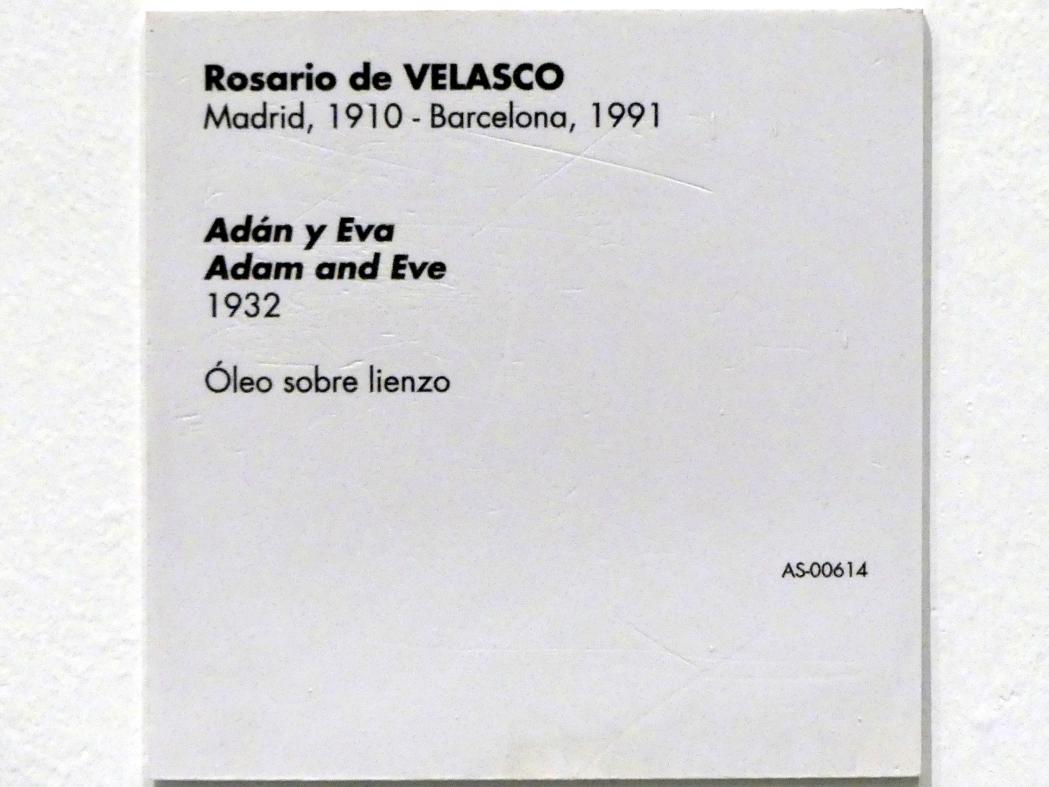 Rosario de VELASCO
Madrid, 1910 - Barcelona, 1991
Adán y Eva
Adam and Eve
1932
Óleo sobre lienzo
AS-00614